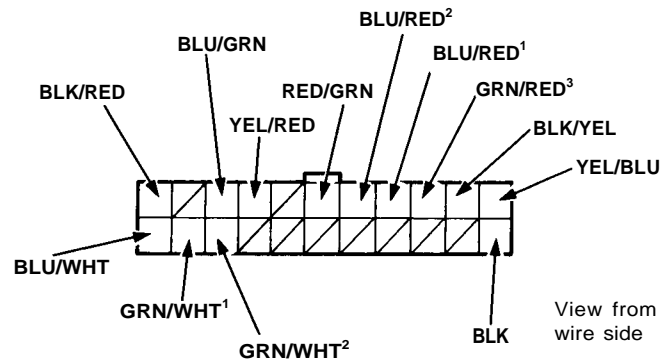 BLU/RED²
BLU/GRN
BLU/RED¹
BLK/RED
RED/GRN
GRN/RED³
YEL/RED
BLK/YEL
YEL/BLU
BLU/WHT
GRN/WHT¹
GRN/WHT²
BLK
View from
wire side